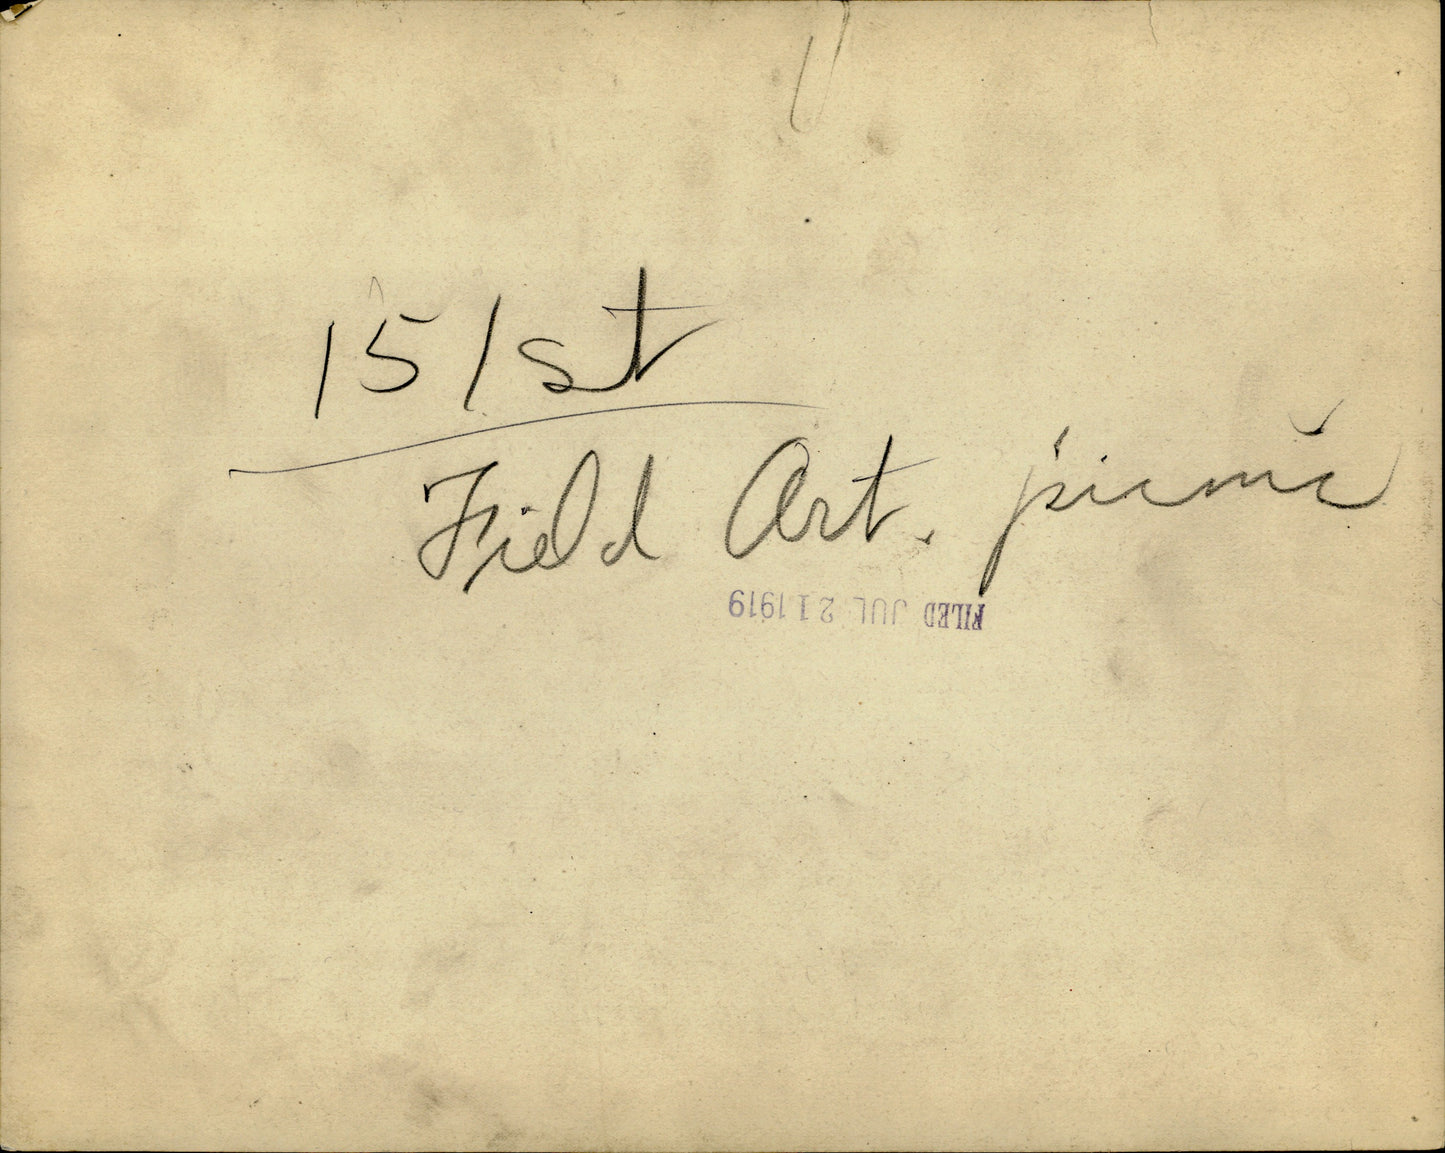 151st
Field Art. picnic
FILED JUL 21 1919